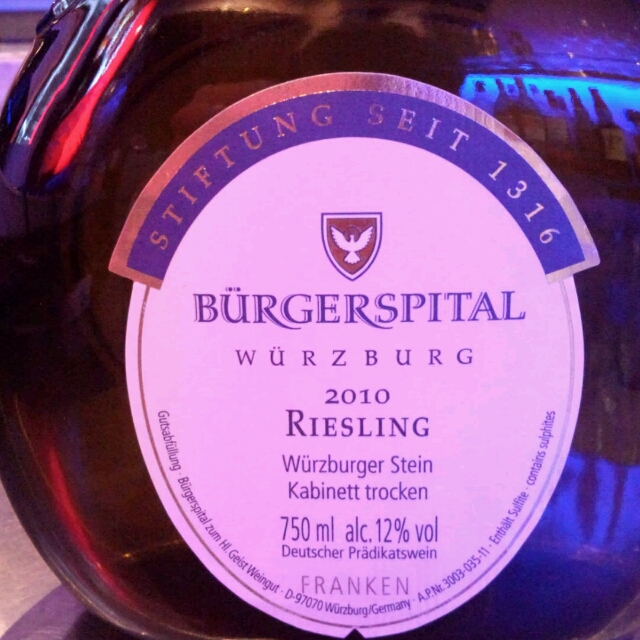 STIFTUNG SEIT 1316
BÜRGERSPITAL
WÜRZBURG
2010
RIESLING
Würzburger Stein
Kabinett trocken
750 ml alc. 12% vol
Deutscher Prädikatswein
FRANKEN
Gutsabfüllung · Bürgerspital zum Hl. Geist Weingut · D-97070 Würzburg/Germany · A.P.Nr. 3003-035-11 · Enthält Sulfite · contains sulphites